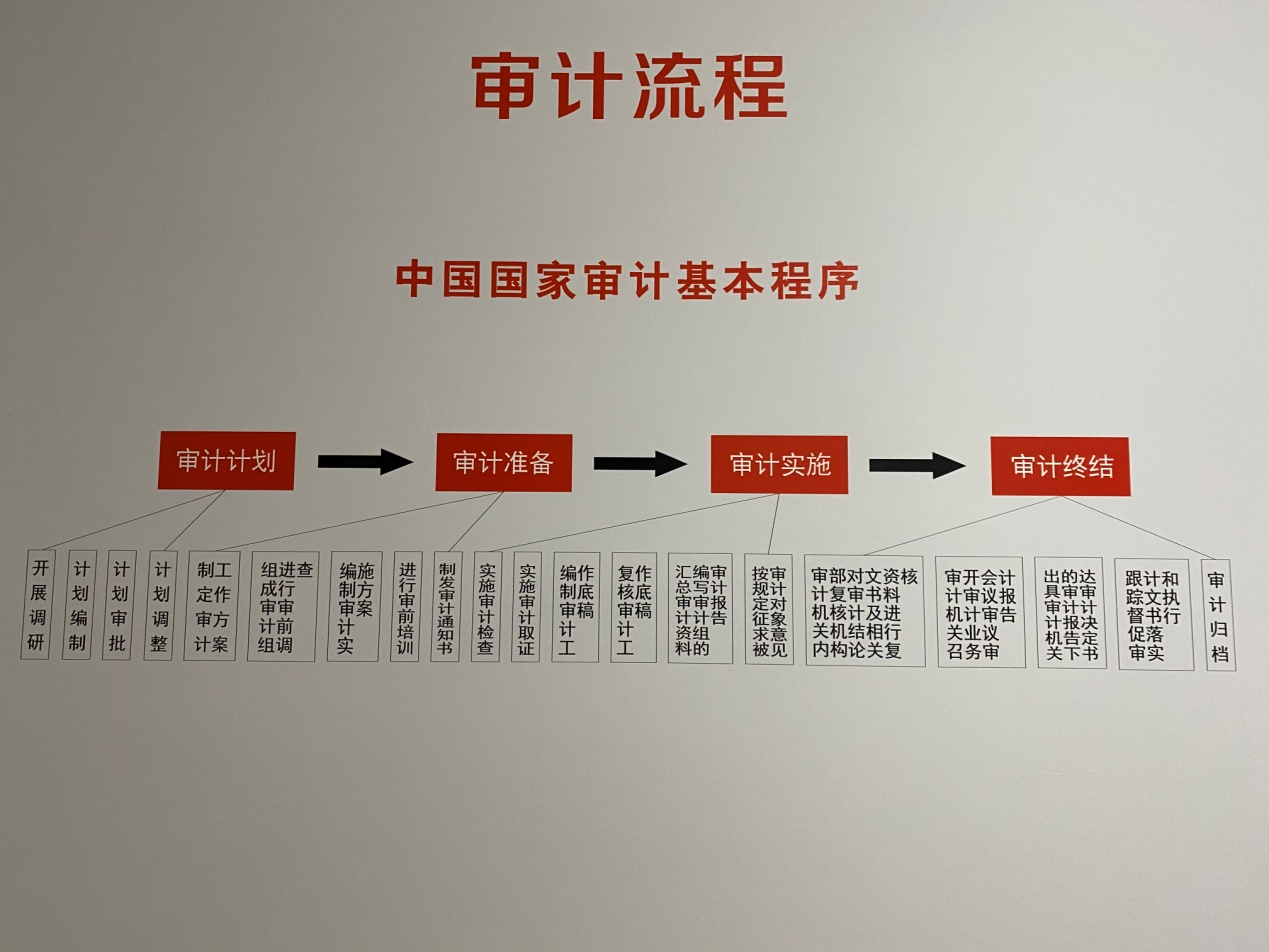 审计流程
中国国家审计基本程序
审计计划
审计准备
审计实施
审计终结
开展调研
计划编制
计划审批
计划调整
制定审计
工作方案
组成审计组
进行审前调
查
编制审计实
施方案
进行审前培训
制发审计通知书
实施审计检查
实施审计取证
编制审计工
作底稿
复核审计工
作底稿
汇总审计资料
编写审计组的
审计报告
按规定征求被
审计对象意见
审计机关内
部复核机构
对审计结论
文书及相关
资料进行复
核
审计机关召
开审计业务
会议审议审
计报告
出具审计机关
的审计报告下
达审计决定书
跟踪督促审
计文书落实
和执行
审计归档